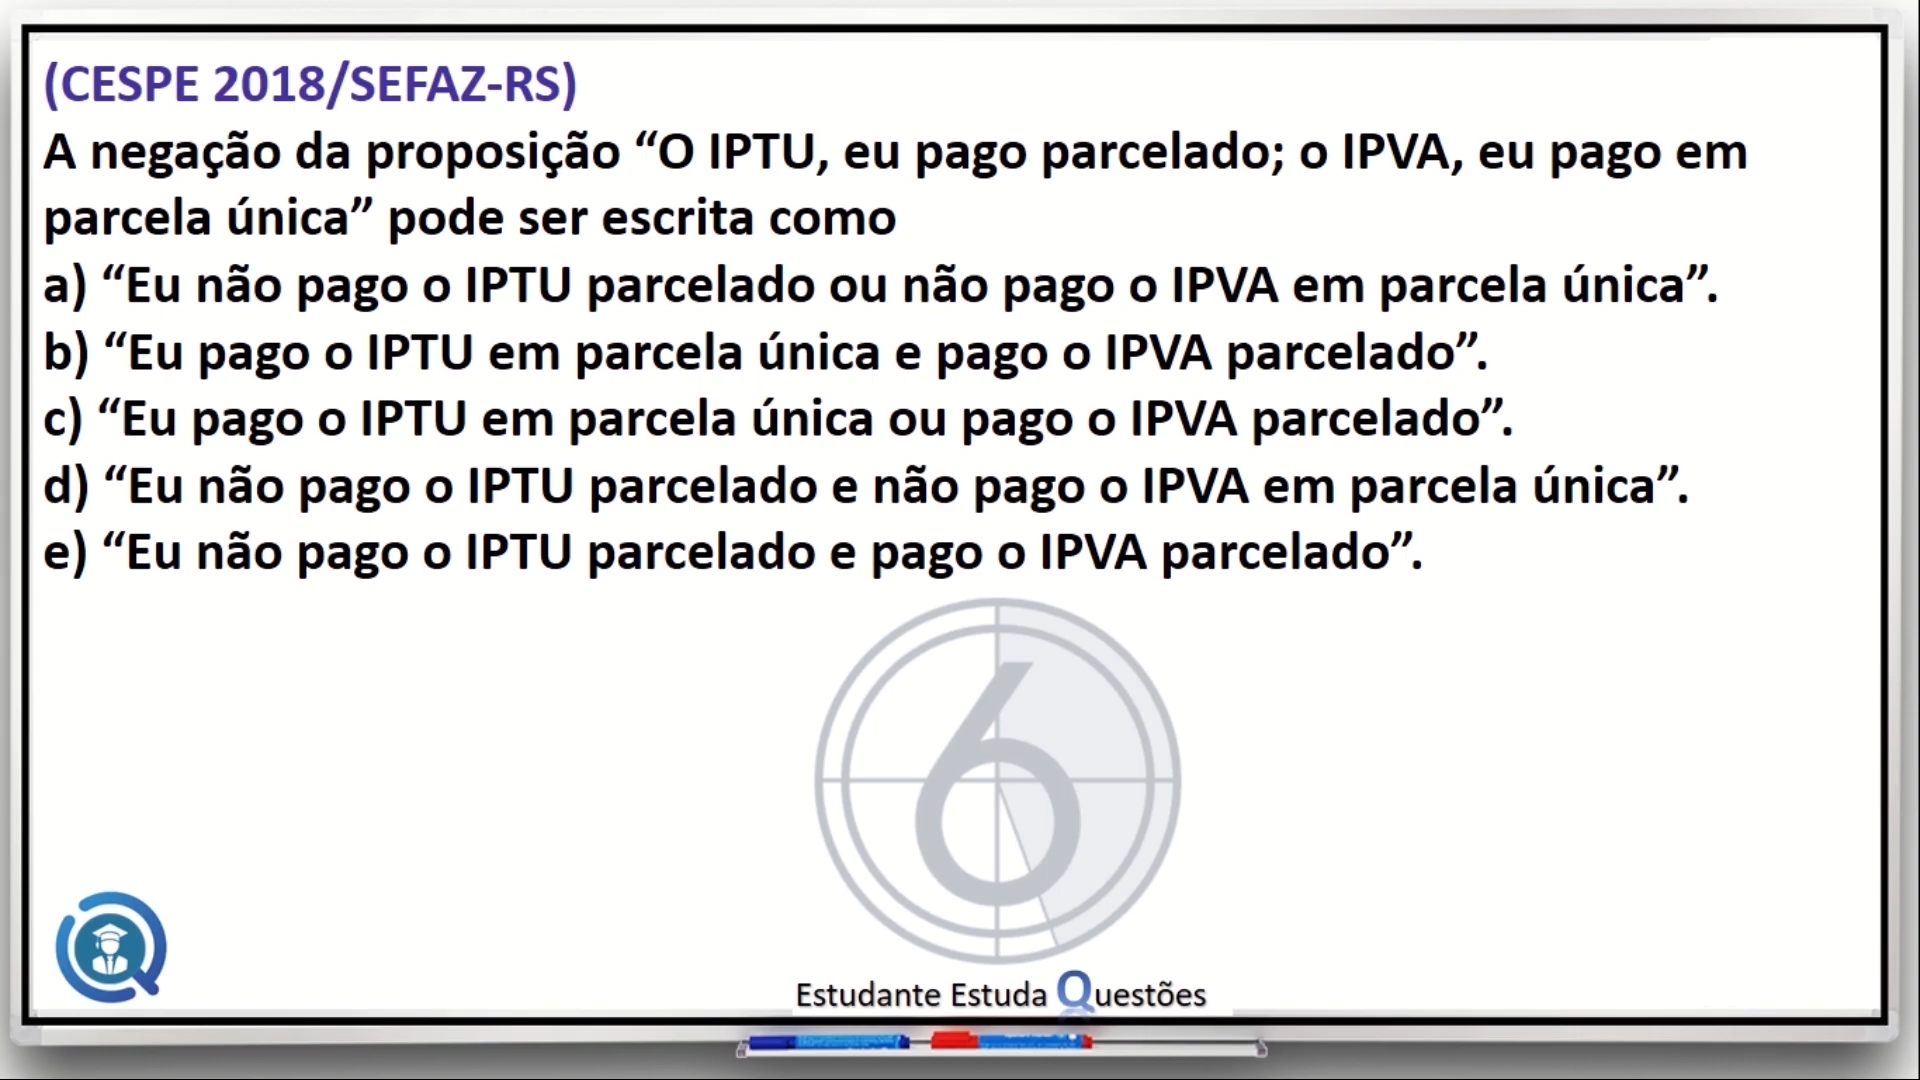 (CESPE 2018/SEFAZ-RS)
A negação da proposição “O IPTU, eu pago parcelado; o IPVA, eu pago em
parcela única” pode ser escrita como
a) “Eu não pago o IPTU parcelado ou não pago o IPVA em parcela única”.
b) “Eu pago o IPTU em parcela única e pago o IPVA parcelado”.
c) “Eu pago o IPTU em parcela única ou pago o IPVA parcelado”.
d) “Eu não pago o IPTU parcelado e não pago o IPVA em parcela única”.
e) “Eu não pago o IPTU parcelado e pago o IPVA parcelado”.
6
Estudante Estuda Questões